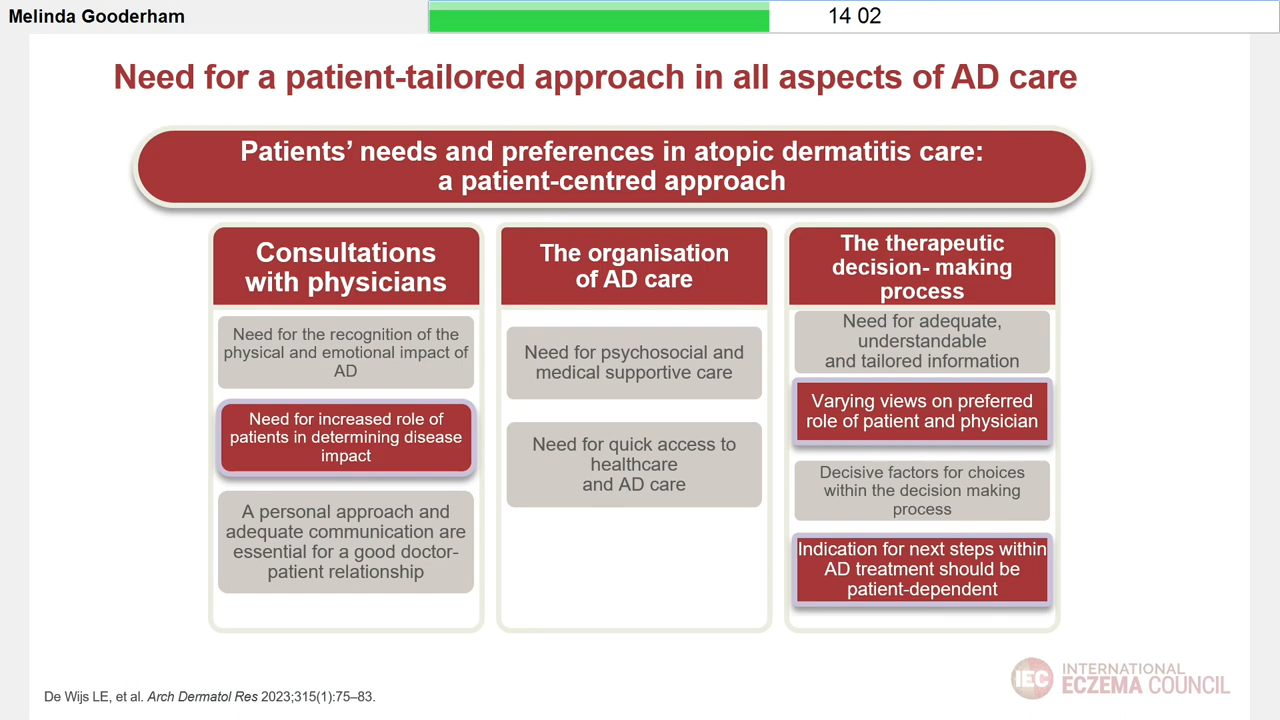 Melinda Gooderham
14 02
Need for a patient-tailored approach in all aspects of AD care
Patients’ needs and preferences in atopic dermatitis care:
a patient-centred approach
Consultations
with physicians
Need for the recognition of the
physical and emotional impact of
AD
Need for increased role of
patients in determining disease
impact
A personal approach and
adequate communication are
essential for a good doctor-
patient relationship
The organisation
of AD care
Need for psychosocial and
medical supportive care
Need for quick access to
healthcare
and AD care
The therapeutic
decision- making
process
Need for adequate,
understandable
and tailored information
Varying views on preferred
role of patient and physician
Decisive factors for choices
within the decision making
process
Indication for next steps within
AD treatment should be
patient-dependent
De Wijs LE, et al. Arch Dermatol Res 2023;315(1):75–83.
IEC
INTERNATIONAL
ECZEMA COUNCIL